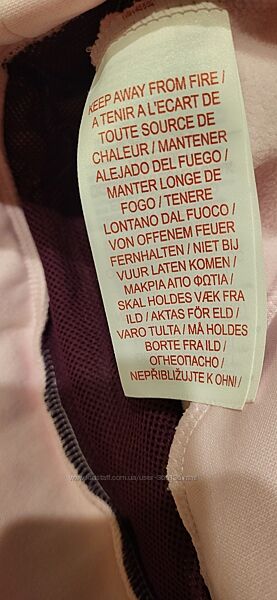 KEEP AWAY FROM FIRE /
A TENIR A L'ECART DE
TOUTE SOURCE DE
CHALEUR / MANTENER
ALEJADO DEL FUEGO /
MANTER LONGE DE
FOGO / TENERE
LONTANO DAL FUOCO /
VON OFFENEM FEUER
FERNHALTEN / NIET BIJ
VUUR LATEN KOMEN /
ΜΑΚΡΙΑ ΑΠΟ ΦΩΤΙΑ /
SKAL HOLDES VÆK FRA
ILD / AKTAS FÖR ELD /
VARO TULTA / MÅ HOLDES
BORTE FRA ILD /
ОГНЕОПАСНО /
NEPŘIBLIŽUJTE K OHNI /